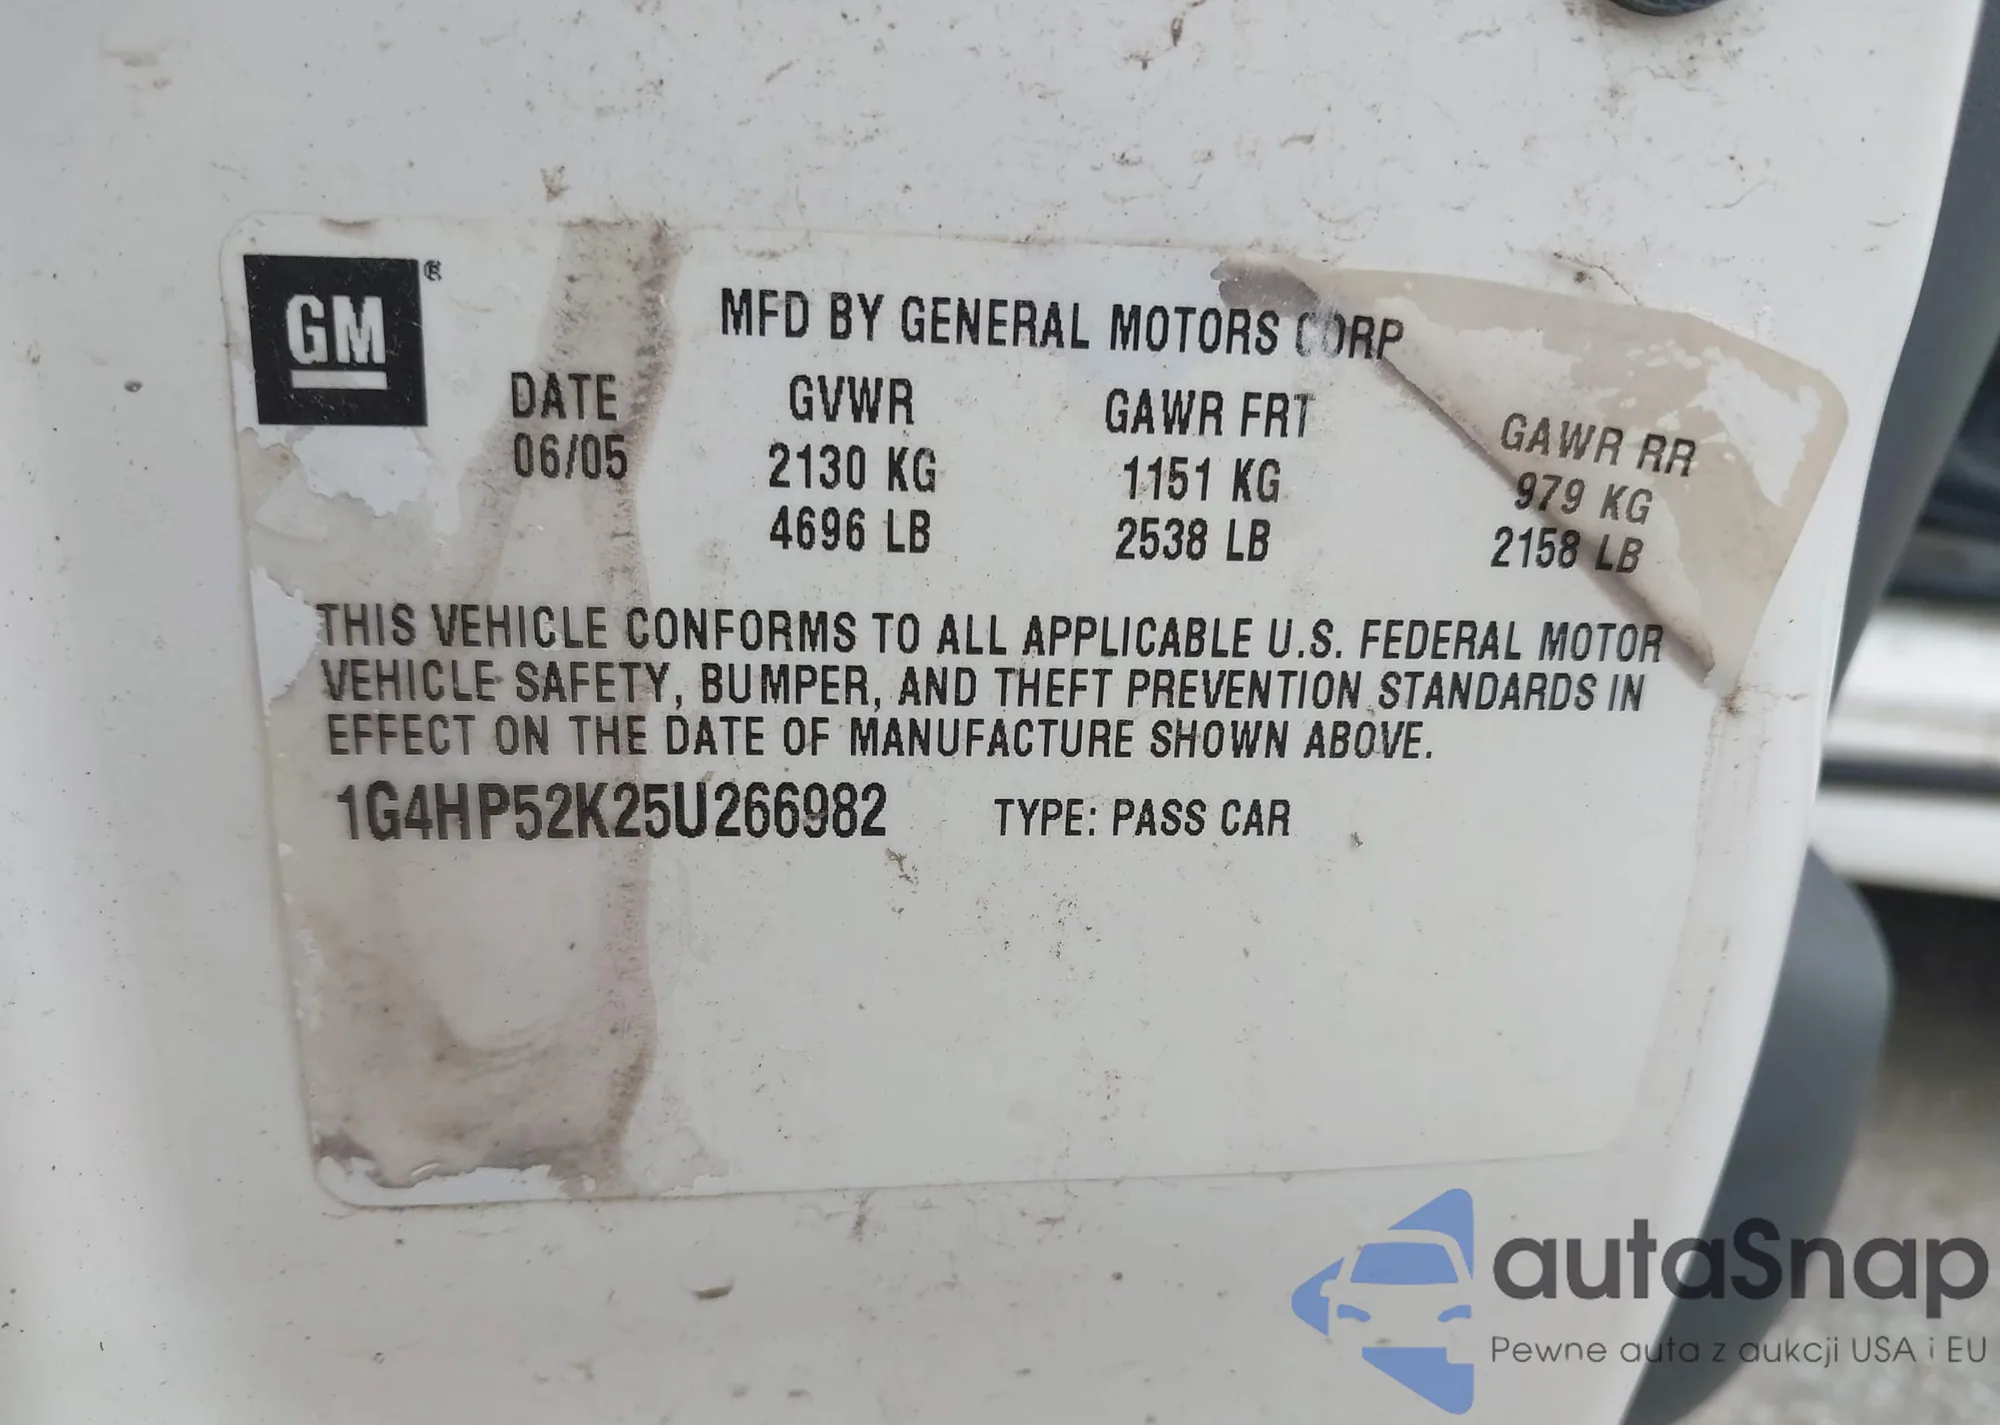 GM®
MFD BY GENERAL MOTORS CORP
DATE GVWR GAWR FRT GAWR RR
06/05 2130 KG 1151 KG 979 KG
4696 LB 2538 LB 2158 LB
THIS VEHICLE CONFORMS TO ALL APPLICABLE U.S. FEDERAL MOTOR
VEHICLE SAFETY, BUMPER, AND THEFT PREVENTION STANDARDS IN
EFFECT ON THE DATE OF MANUFACTURE SHOWN ABOVE.
1G4HP52K25U266982 TYPE: PASS CAR
autaSnap
Pewne auta z aukcji USA i EU